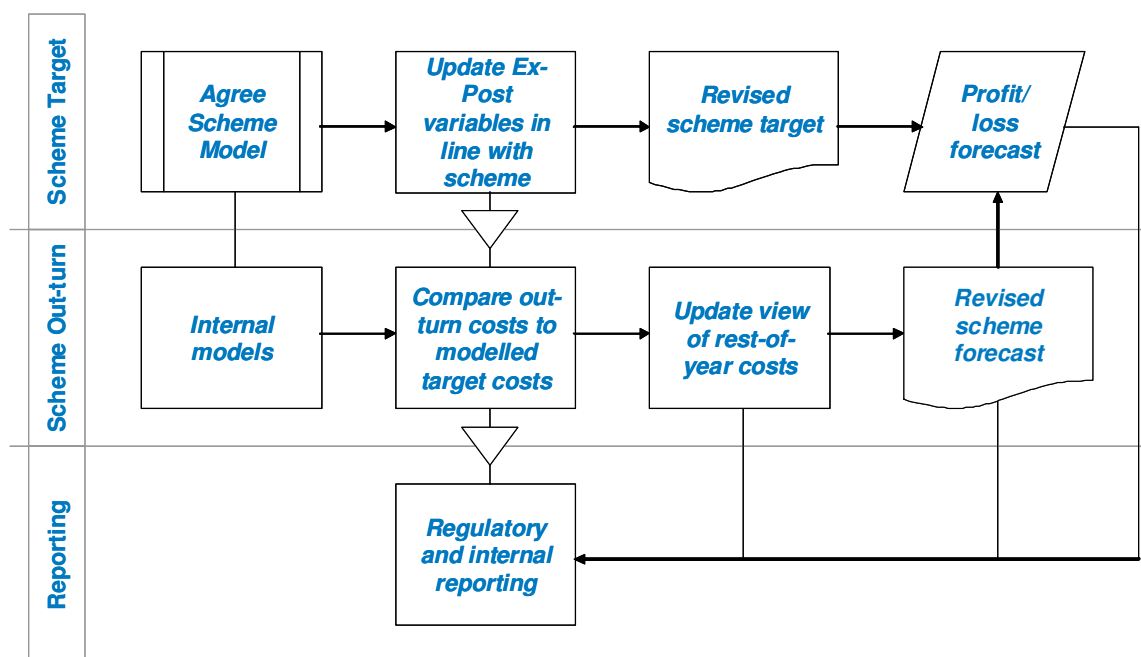 Scheme Target
Agree
Scheme
Model
Update Ex-
Post
variables in
line with
scheme
Revised
scheme target
Profit/
loss
forecast
Scheme Out-turn
Internal
models
Compare out-
turn costs to
modelled
target costs
Update view
of rest-of-
year costs
Revised
scheme
forecast
Reporting
Regulatory
and internal
reporting